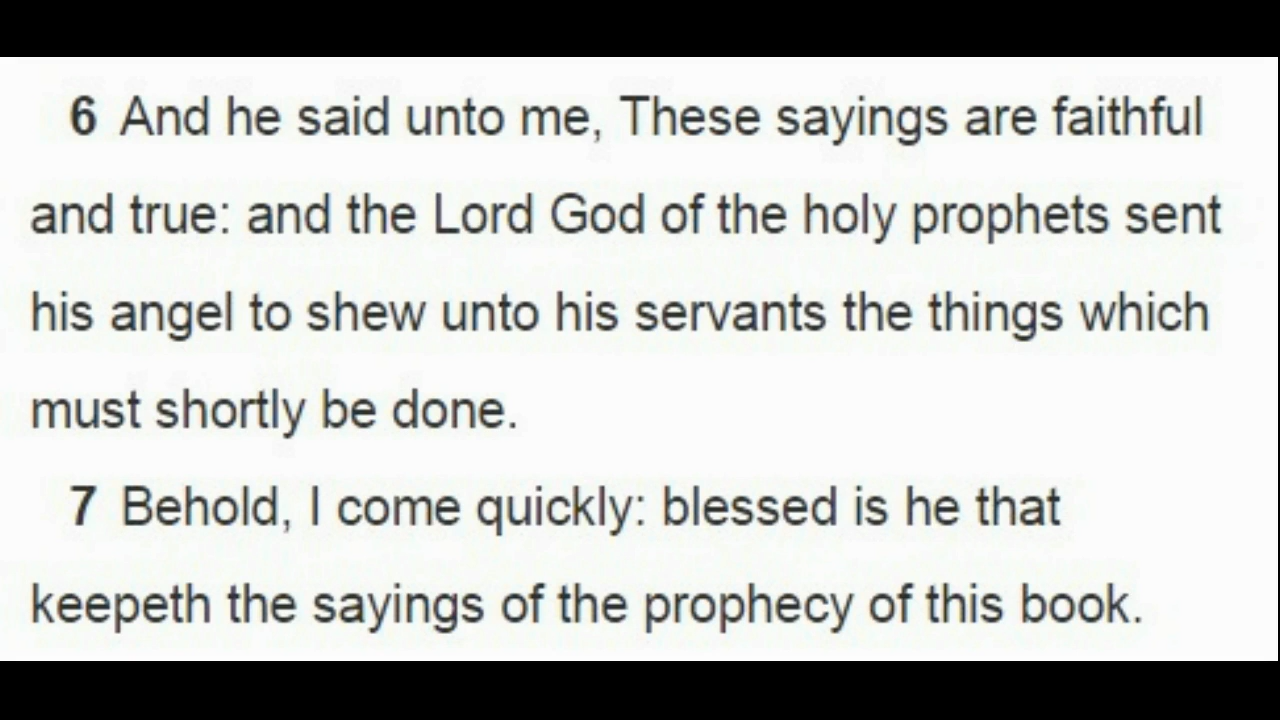 6 And he said unto me, These sayings are faithful
and true: and the Lord God of the holy prophets sent
his angel to shew unto his servants the things which
must shortly be done.
7 Behold, I come quickly: blessed is he that
keepeth the sayings of the prophecy of this book.